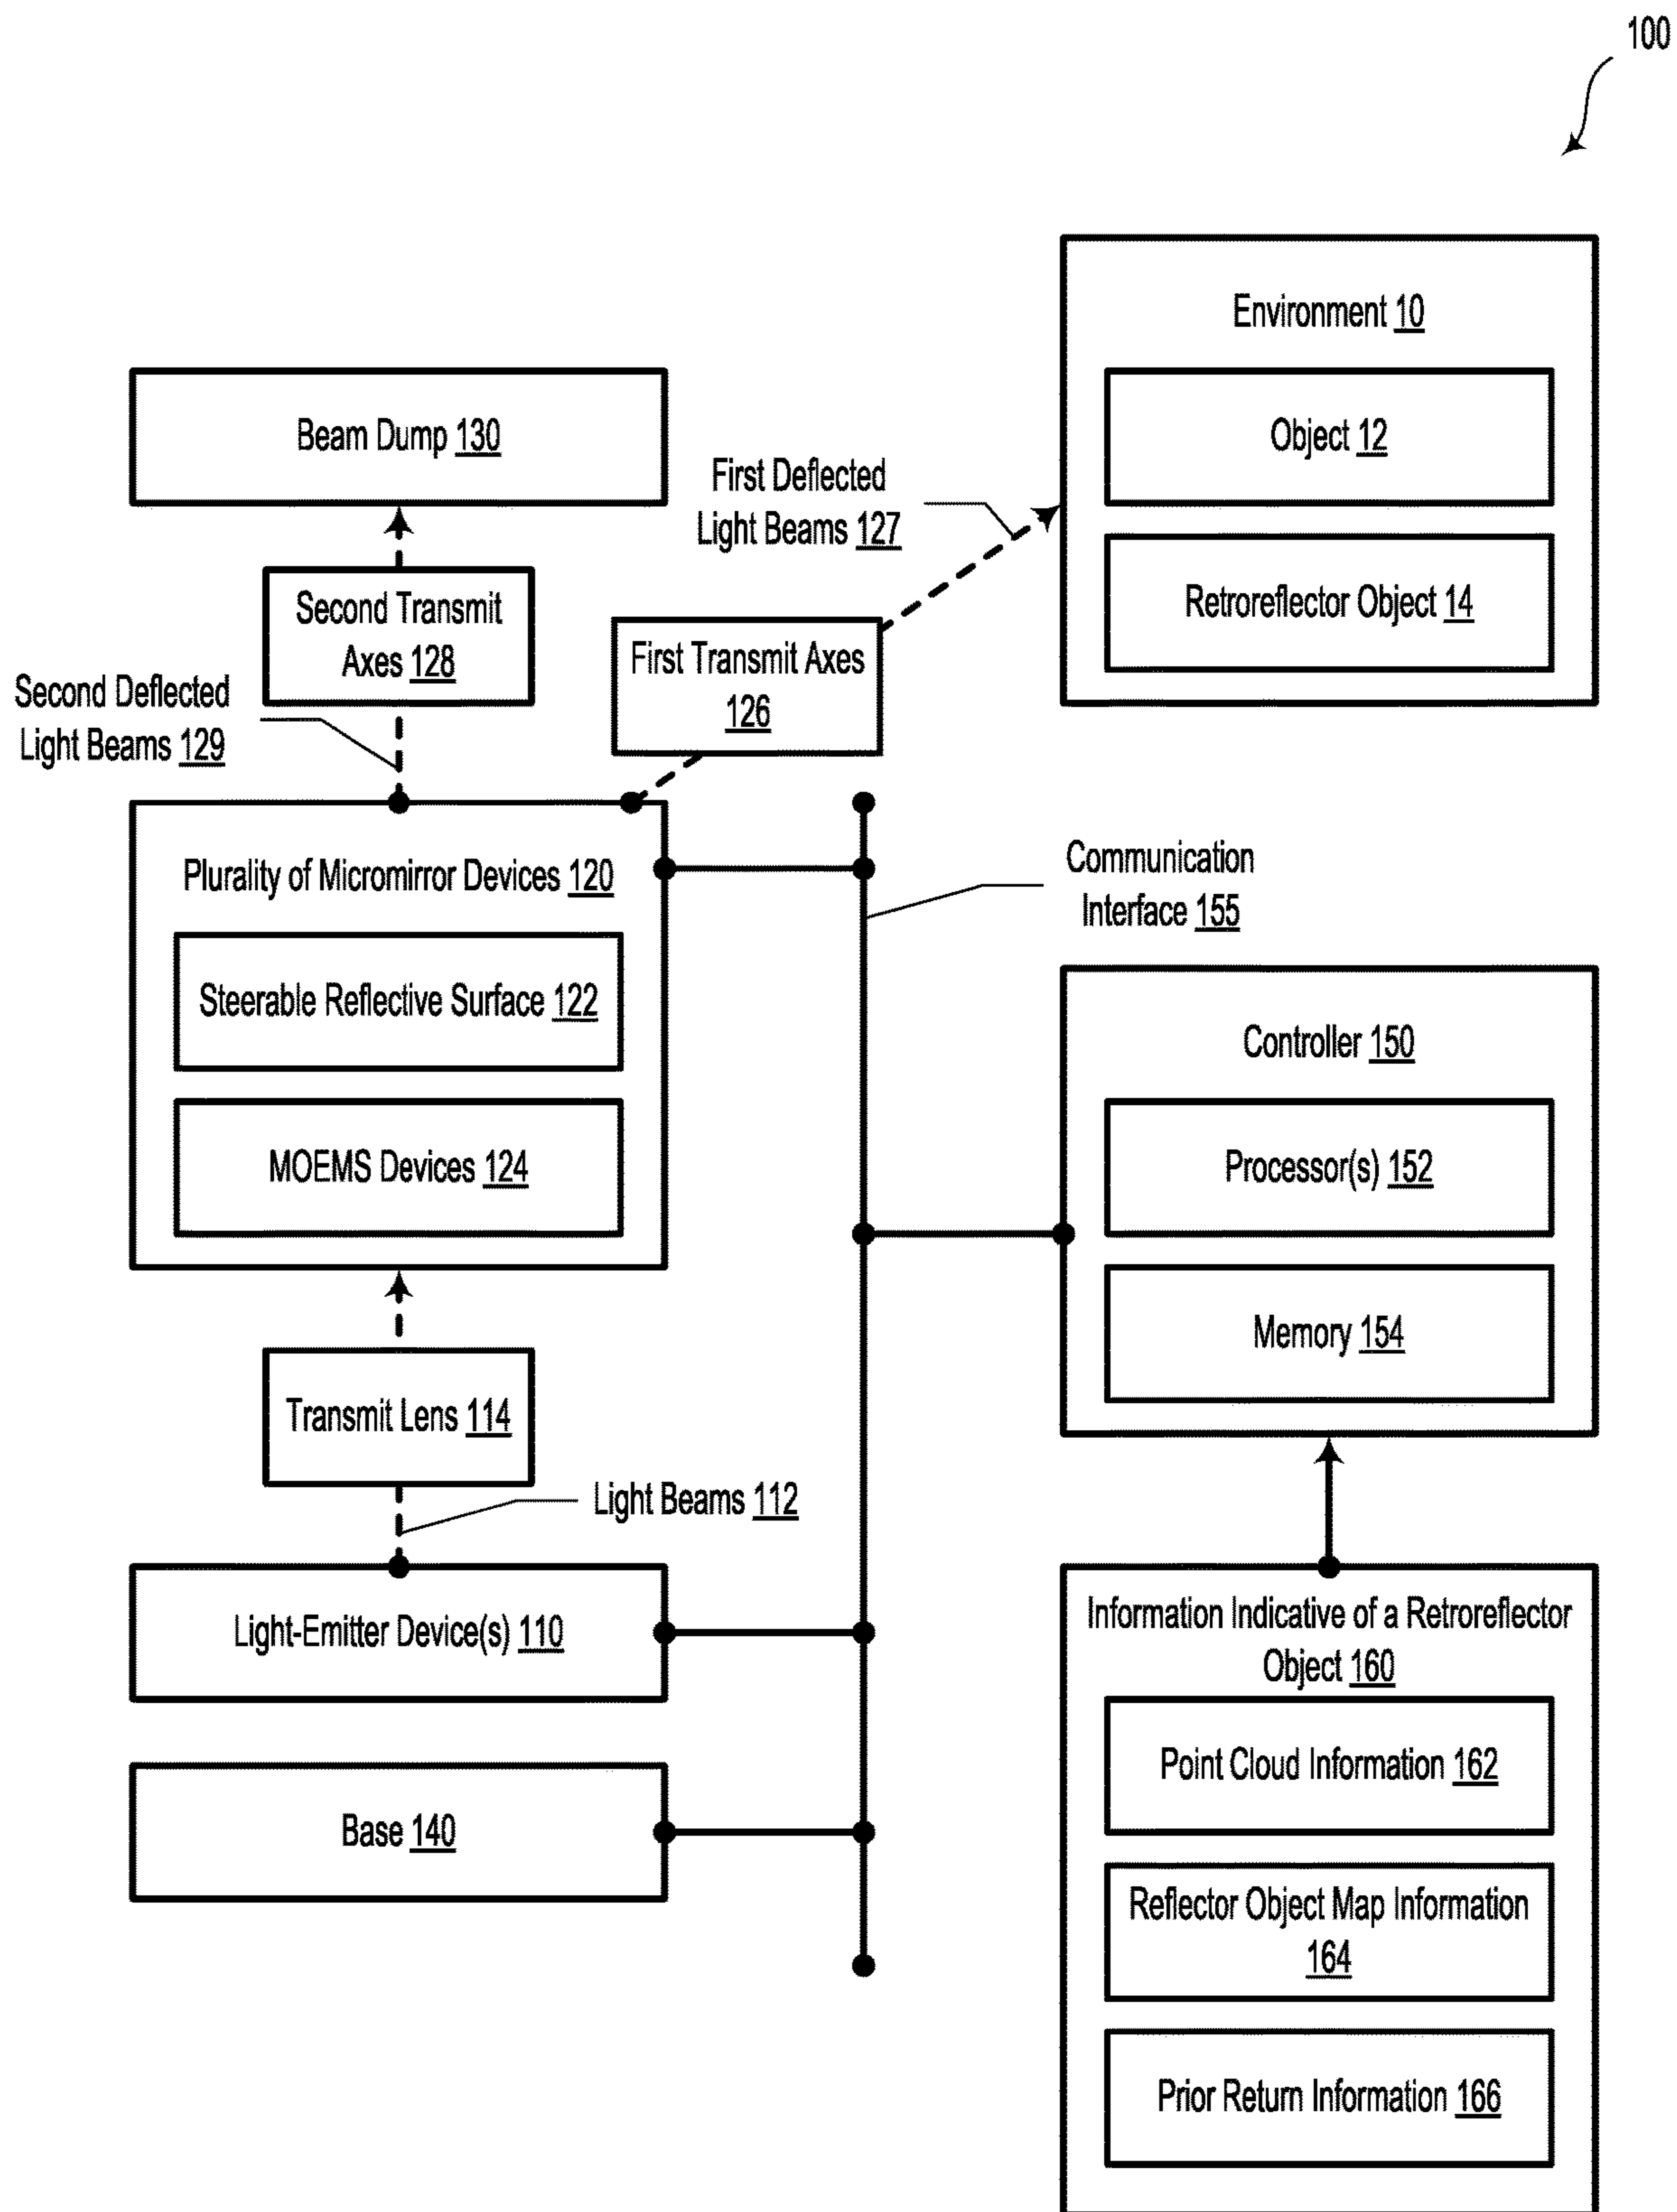 100
Environment 10
Object 12
Retroreflector Object 14
Beam Dump 130
First Deflected
Light Beams 127
Second Transmit
Axes 128
First Transmit Axes
126
Second Deflected
Light Beams 129
Plurality of Micromirror Devices 120
Steerable Reflective Surface 122
MOEMS Devices 124
Communication
Interface 155
Controller 150
Processor(s) 152
Memory 154
Transmit Lens 114
Light Beams 112
Light-Emitter Device(s) 110
Base 140
Information Indicative of a Retroreflector
Object 160
Point Cloud Information 162
Reflector Object Map Information
164
Prior Return Information 166